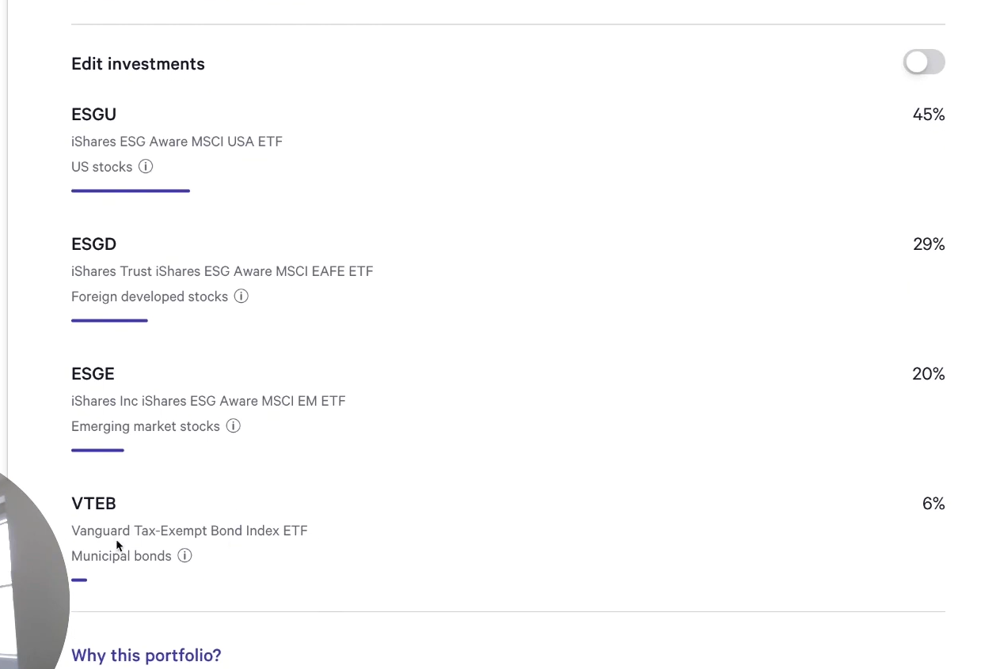 Edit investments
ESGU 45%
iShares ESG Aware MSCI USA ETF
US stocks
ESGD 29%
iShares Trust iShares ESG Aware MSCI EAFE ETF
Foreign developed stocks
ESGE 20%
iShares Inc iShares ESG Aware MSCI EM ETF
Emerging market stocks
VTEB 6%
Vanguard Tax-Exempt Bond Index ETF
Municipal bonds
Why this portfolio?